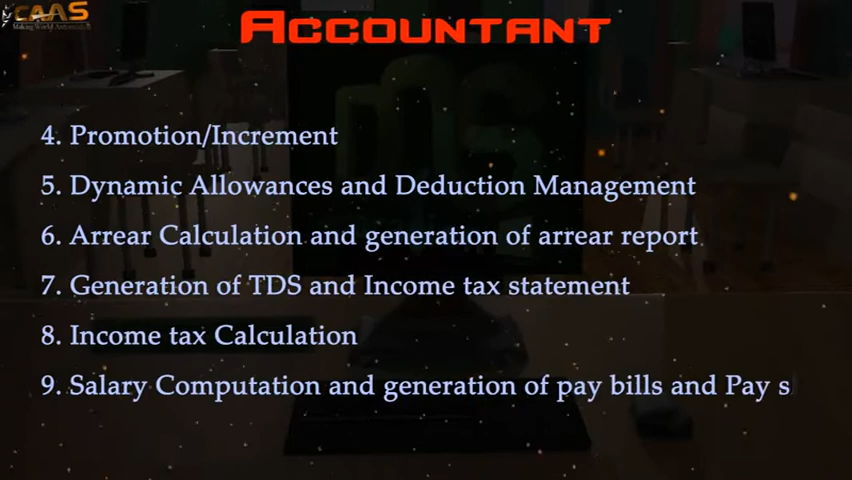 CAAS
Making World Automated
ACCOUNTANT
4. Promotion/Increment
5. Dynamic Allowances and Deduction Management
6. Arrear Calculation and generation of arrear report
7. Generation of TDS and Income tax statement
8. Income tax Calculation
9. Salary Computation and generation of pay bills and Pay s